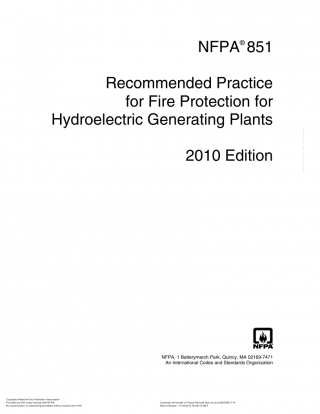 NFPA® 851
Recommended Practice
for Fire Protection for
Hydroelectric Generating Plants
2010 Edition
NFPA®
NFPA, 1 Batterymarch Park, Quincy, MA 02169-7471
An International Codes and Standards Organization